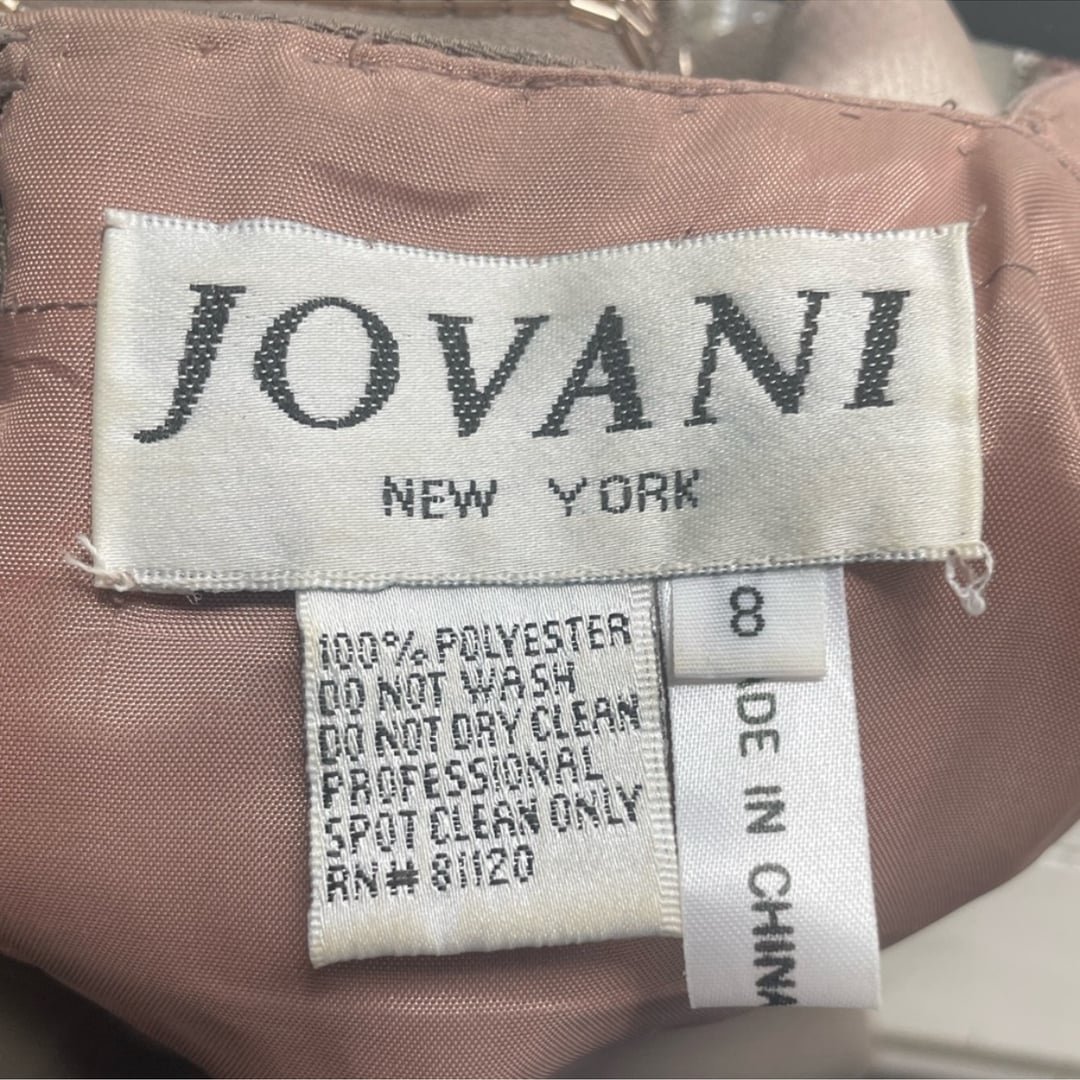 JOVANI
NEW YORK
100% POLYESTER
DO NOT WASH
DO NOT DRY CLEAN
PROFESSIONAL
SPOT CLEAN ONLY
RN# 81120
8
ADE IN CHINA